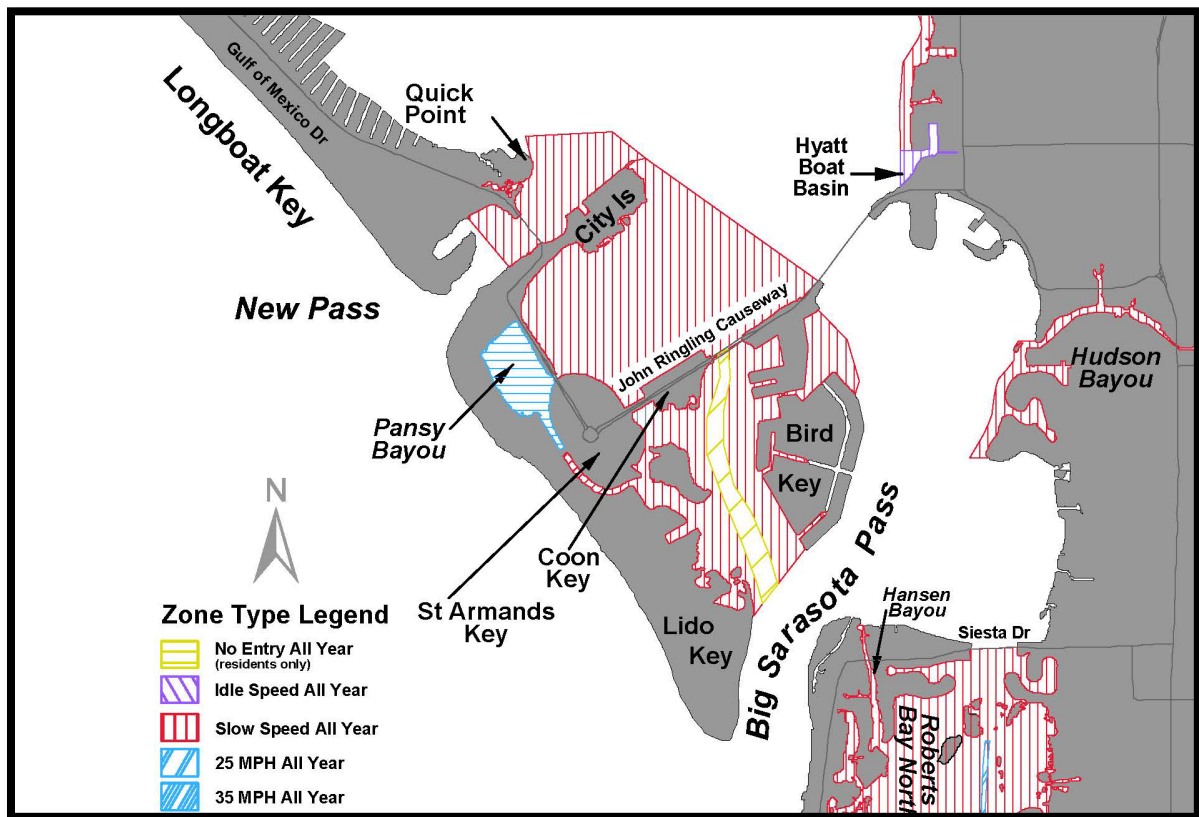 Gulf of Mexico Dr
Longboat Key
Quick
Point
Hyatt
Boat
Basin
City Is
New Pass
John Ringling Causeway
Hudson
Bayou
Pansy
Bayou
Bird
Key
N
Coon
Key
St Armands
Key
Lido
Key
Big Sarasota Pass
Hansen
Bayou
Siesta Dr
Roberts
Bay North
Zone Type Legend
No Entry All Year
(residents only)
Idle Speed All Year
Slow Speed All Year
25 MPH All Year
35 MPH All Year